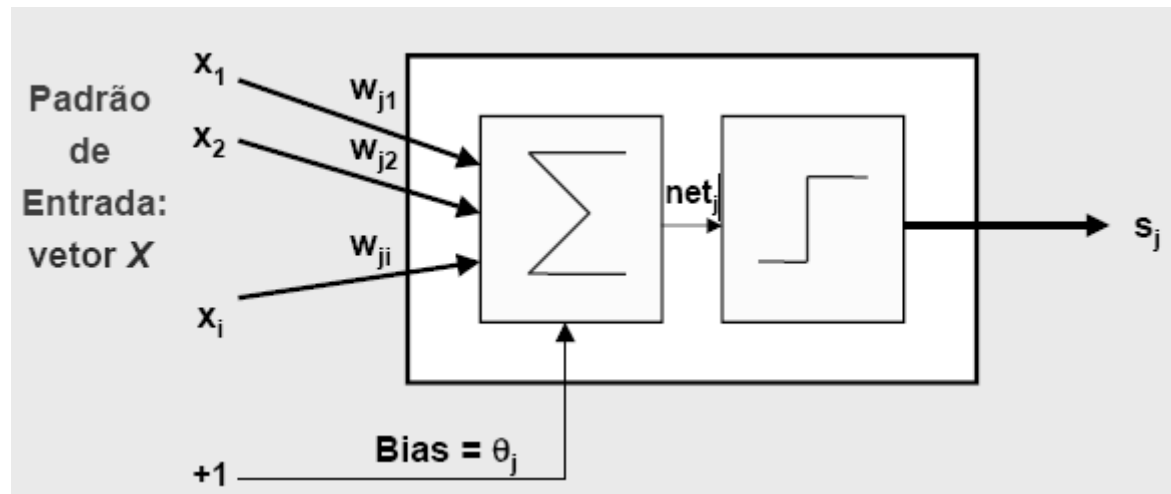 Padrão
de
Entrada:
vetor X
x₁
x₂
xᵢ
+1
wⱼ₁
wⱼ₂
wⱼᵢ
Bias = θⱼ
Σ
netⱼ
sⱼ